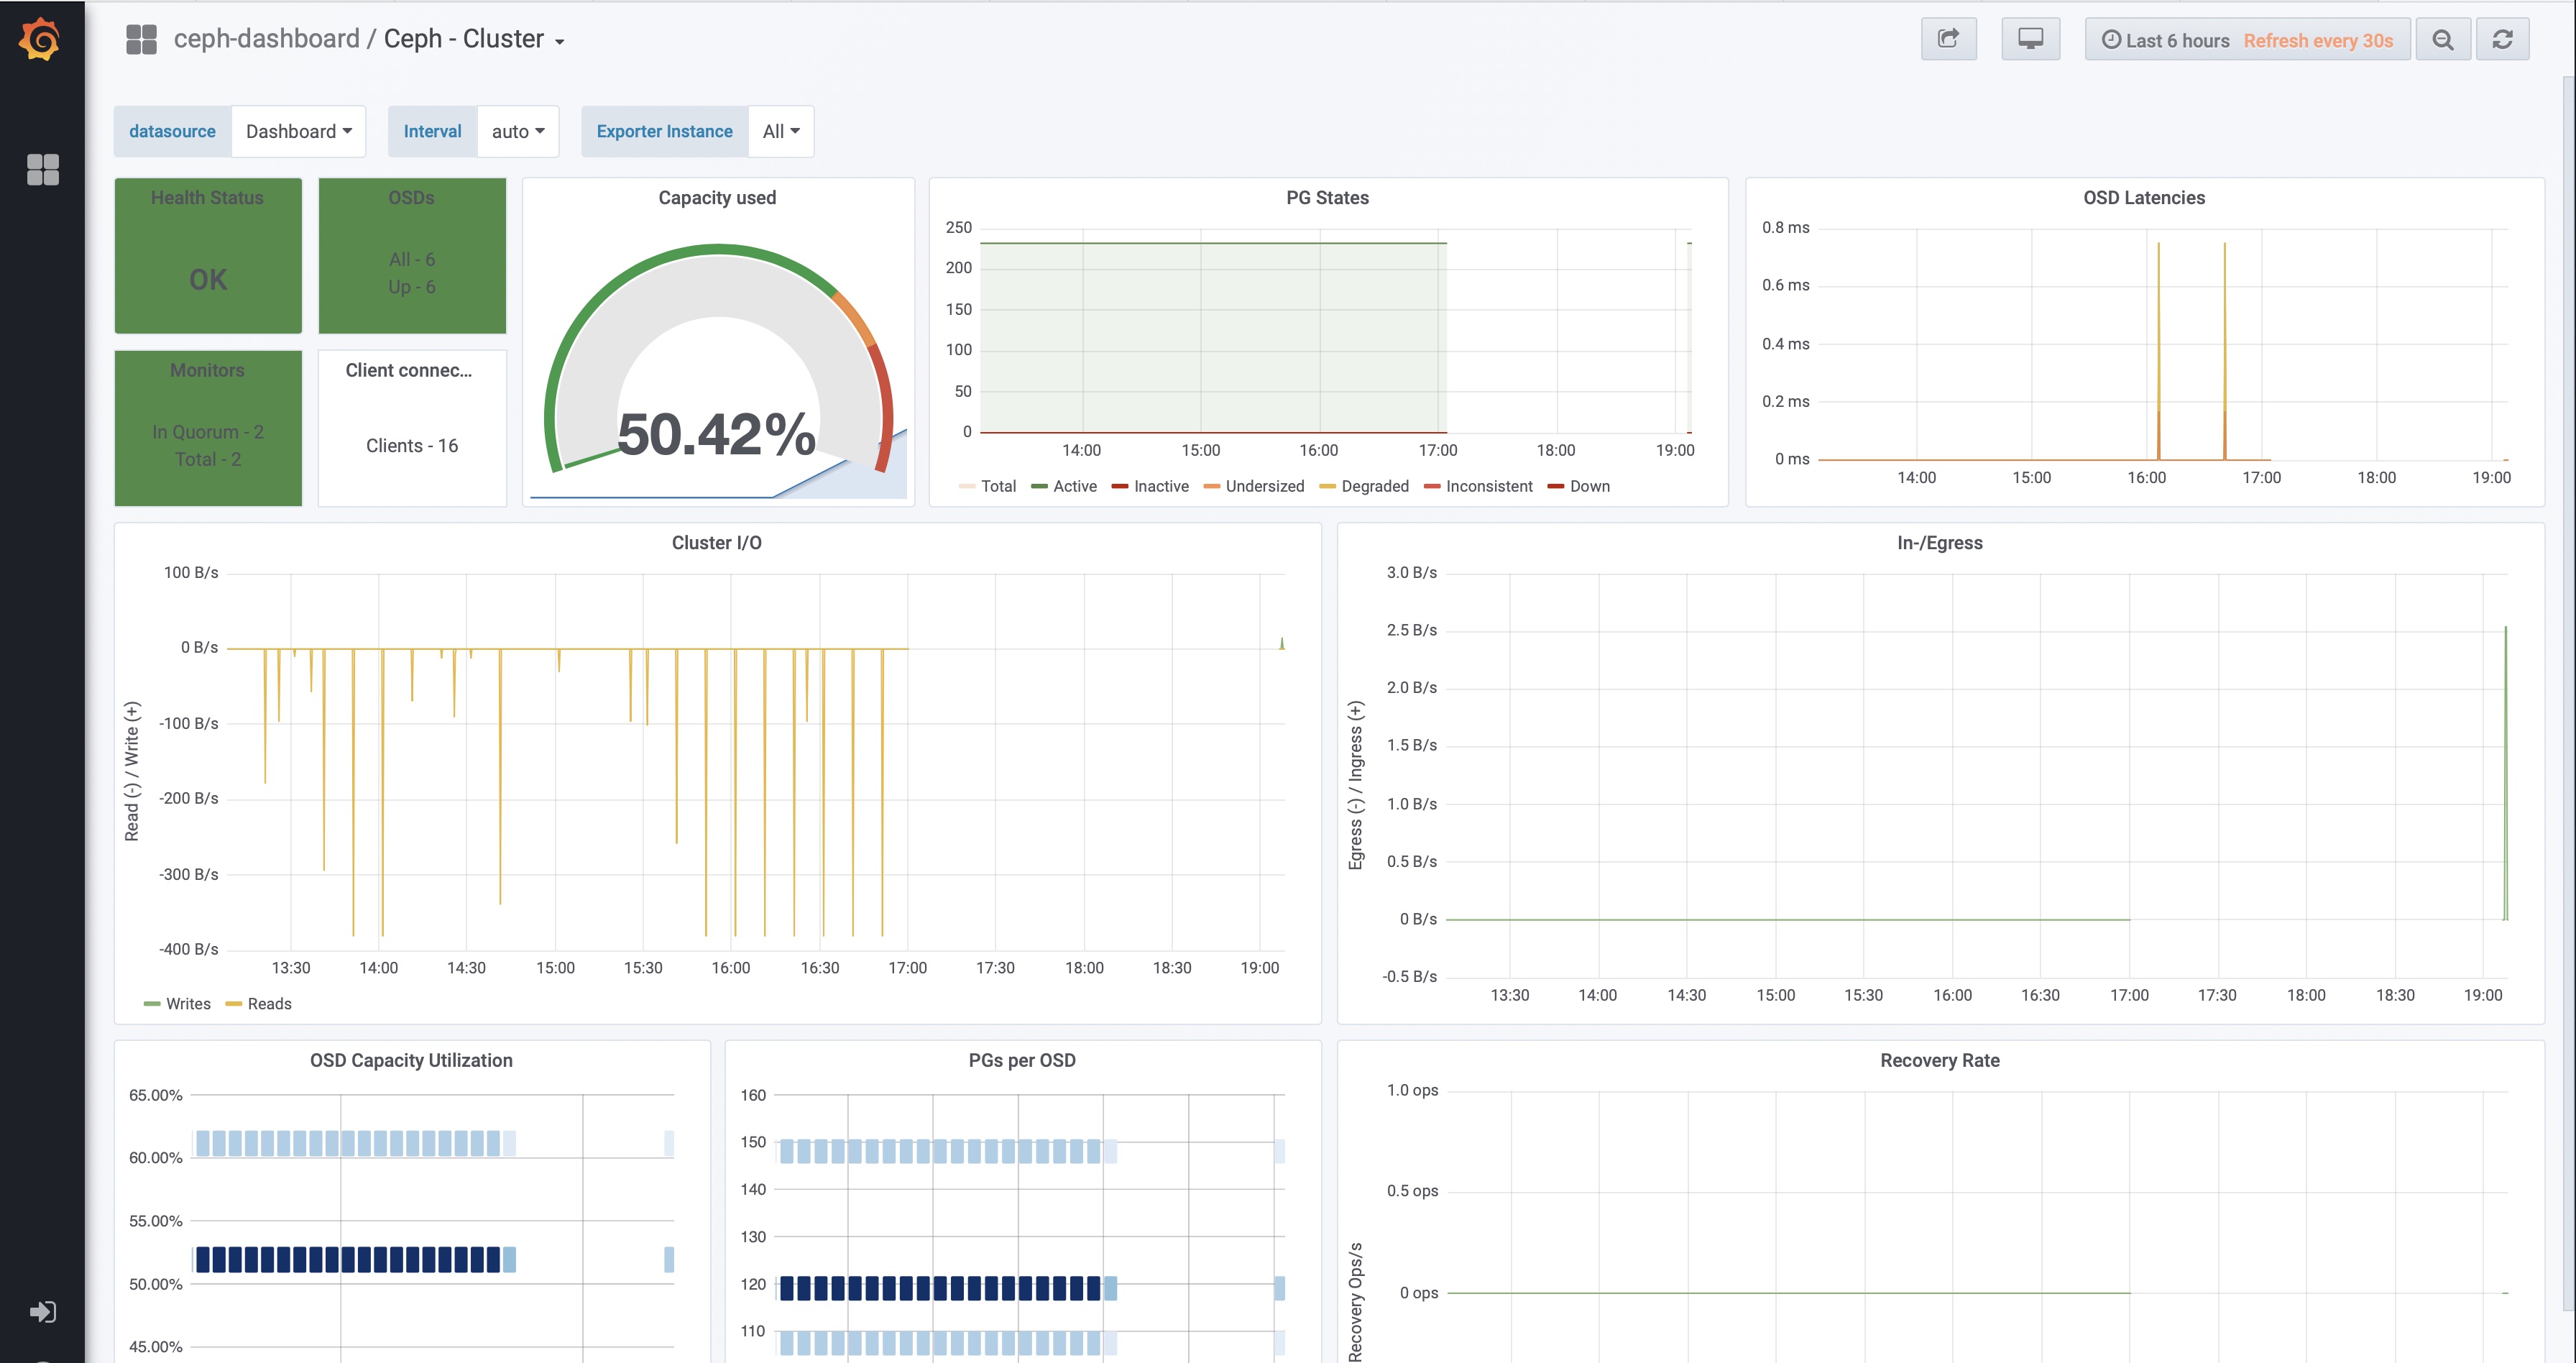 ceph-dashboard / Ceph - Cluster
Last 6 hours Refresh every 30s
datasource Dashboard Interval auto Exporter Instance All
Health Status
OK
OSDs
All - 6
Up - 6
Monitors
In Quorum - 2
Total - 2
Client connec...
Clients - 16
Capacity used
50.42%
PG States
250
200
150
100
50
0
14:00 15:00 16:00 17:00 18:00 19:00
Total Active Inactive Undersized Degraded Inconsistent Down
OSD Latencies
0.8 ms
0.6 ms
0.4 ms
0.2 ms
0 ms
14:00 15:00 16:00 17:00 18:00 19:00
Cluster I/O
Read (-) / Write (+)
100 B/s
0 B/s
-100 B/s
-200 B/s
-300 B/s
-400 B/s
13:30 14:00 14:30 15:00 15:30 16:00 16:30 17:00 17:30 18:00 18:30 19:00
Writes Reads
In-/Egress
Egress (-) / Ingress (+)
3.0 B/s
2.5 B/s
2.0 B/s
1.5 B/s
1.0 B/s
0.5 B/s
0 B/s
-0.5 B/s
13:30 14:00 14:30 15:00 15:30 16:00 16:30 17:00 17:30 18:00 18:30 19:00
OSD Capacity Utilization
65.00%
60.00%
55.00%
50.00%
45.00%
PGs per OSD
160
150
140
130
120
110
Recovery Rate
Recovery Ops/s
1.0 ops
0.5 ops
0 ops